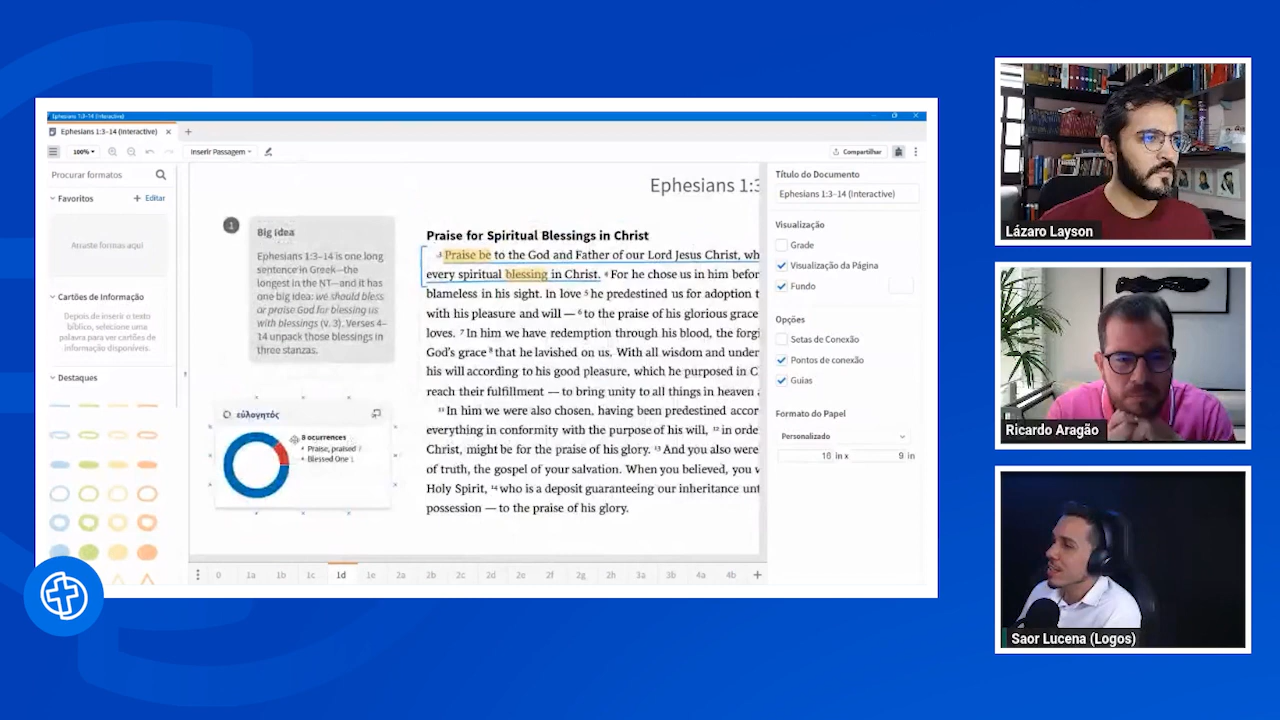 Ephesians 1:3–14 (Interactive)
Ephesians 1:3–14 (Interactive)
100%
Inserir Passagem
Compartilhar
Procurar formatos
Favoritos
Editar
Arraste formas aqui
Cartões de Informação
Depois de inserir o texto
bíblico, selecione uma
palavra para ver cartões de
informação disponíveis.
Destaques
1
Big Idea
Ephesians 1:3–14 is one long
sentence in Greek—the
longest in the NT—and it has
one big idea: we should bless
or praise God for blessing us
with blessings (v. 3). Verses 4–
14 unpack those blessings in
three stanzas.
εὐλογητός
8 ocurrences
• Praise, praised 7
• Blessed One 1
Ephesians 1:3
Praise for Spiritual Blessings in Christ
3 Praise be to the God and Father of our Lord Jesus Christ, wh
every spiritual blessing in Christ. 4 For he chose us in him befor
blameless in his sight. In love 5 he predestined us for adoption t
with his pleasure and will — 6 to the praise of his glorious grace
loves. 7 In him we have redemption through his blood, the forgi
God's grace 8 that he lavished on us. With all wisdom and under
his will according to his good pleasure, which he purposed in C
reach their fulfillment — to bring unity to all things in heaven
11 In him we were also chosen, having been predestined accor
everything in conformity with the purpose of his will, 12 in orde
Christ, might be for the praise of his glory. 13 And you also were
of truth, the gospel of your salvation. When you believed, you w
Holy Spirit, 14 who is a deposit guaranteeing our inheritance unt
possession — to the praise of his glory.
0 1a 1b 1c 1d 1e 2a 2b 2c 2d 2e 2f 2g 2h 3a 3b 4a 4b
Título do Documento
Ephesians 1:3–14 (Interactive)
Visualização
Grade
Visualização da Página
Fundo
Opções
Setas de Conexão
Pontos de conexão
Guias
Formato do Papel
Personalizado
16 in x 9 in
Lázaro Layson
Ricardo Aragão
Saor Lucena (Logos)